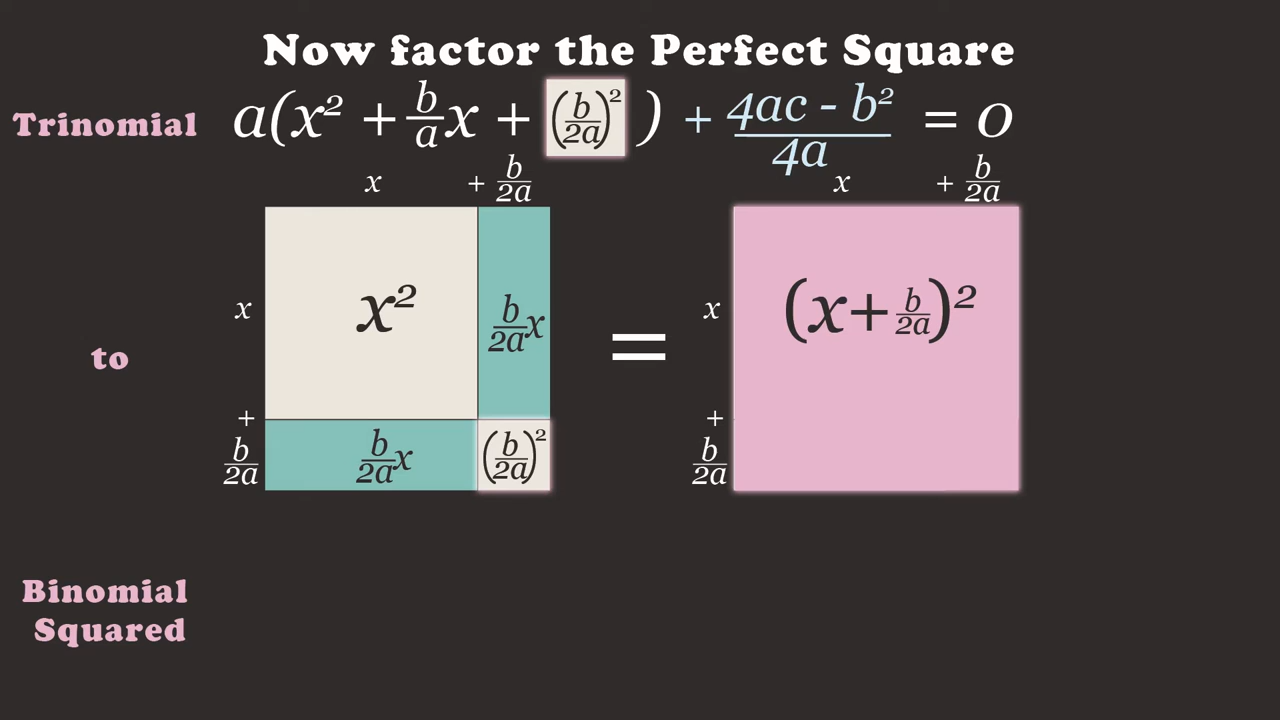 Now factor the Perfect Square
Trinomial a(x² + b/a x + (b/2a)²) + 4ac - b²/4a = 0
x + b/2a x + b/2a
x² b/2a x
x
x (x + b/2a)²
to =
+ +
b/2a b/2a x (b/2a)² b/2a
Binomial
Squared